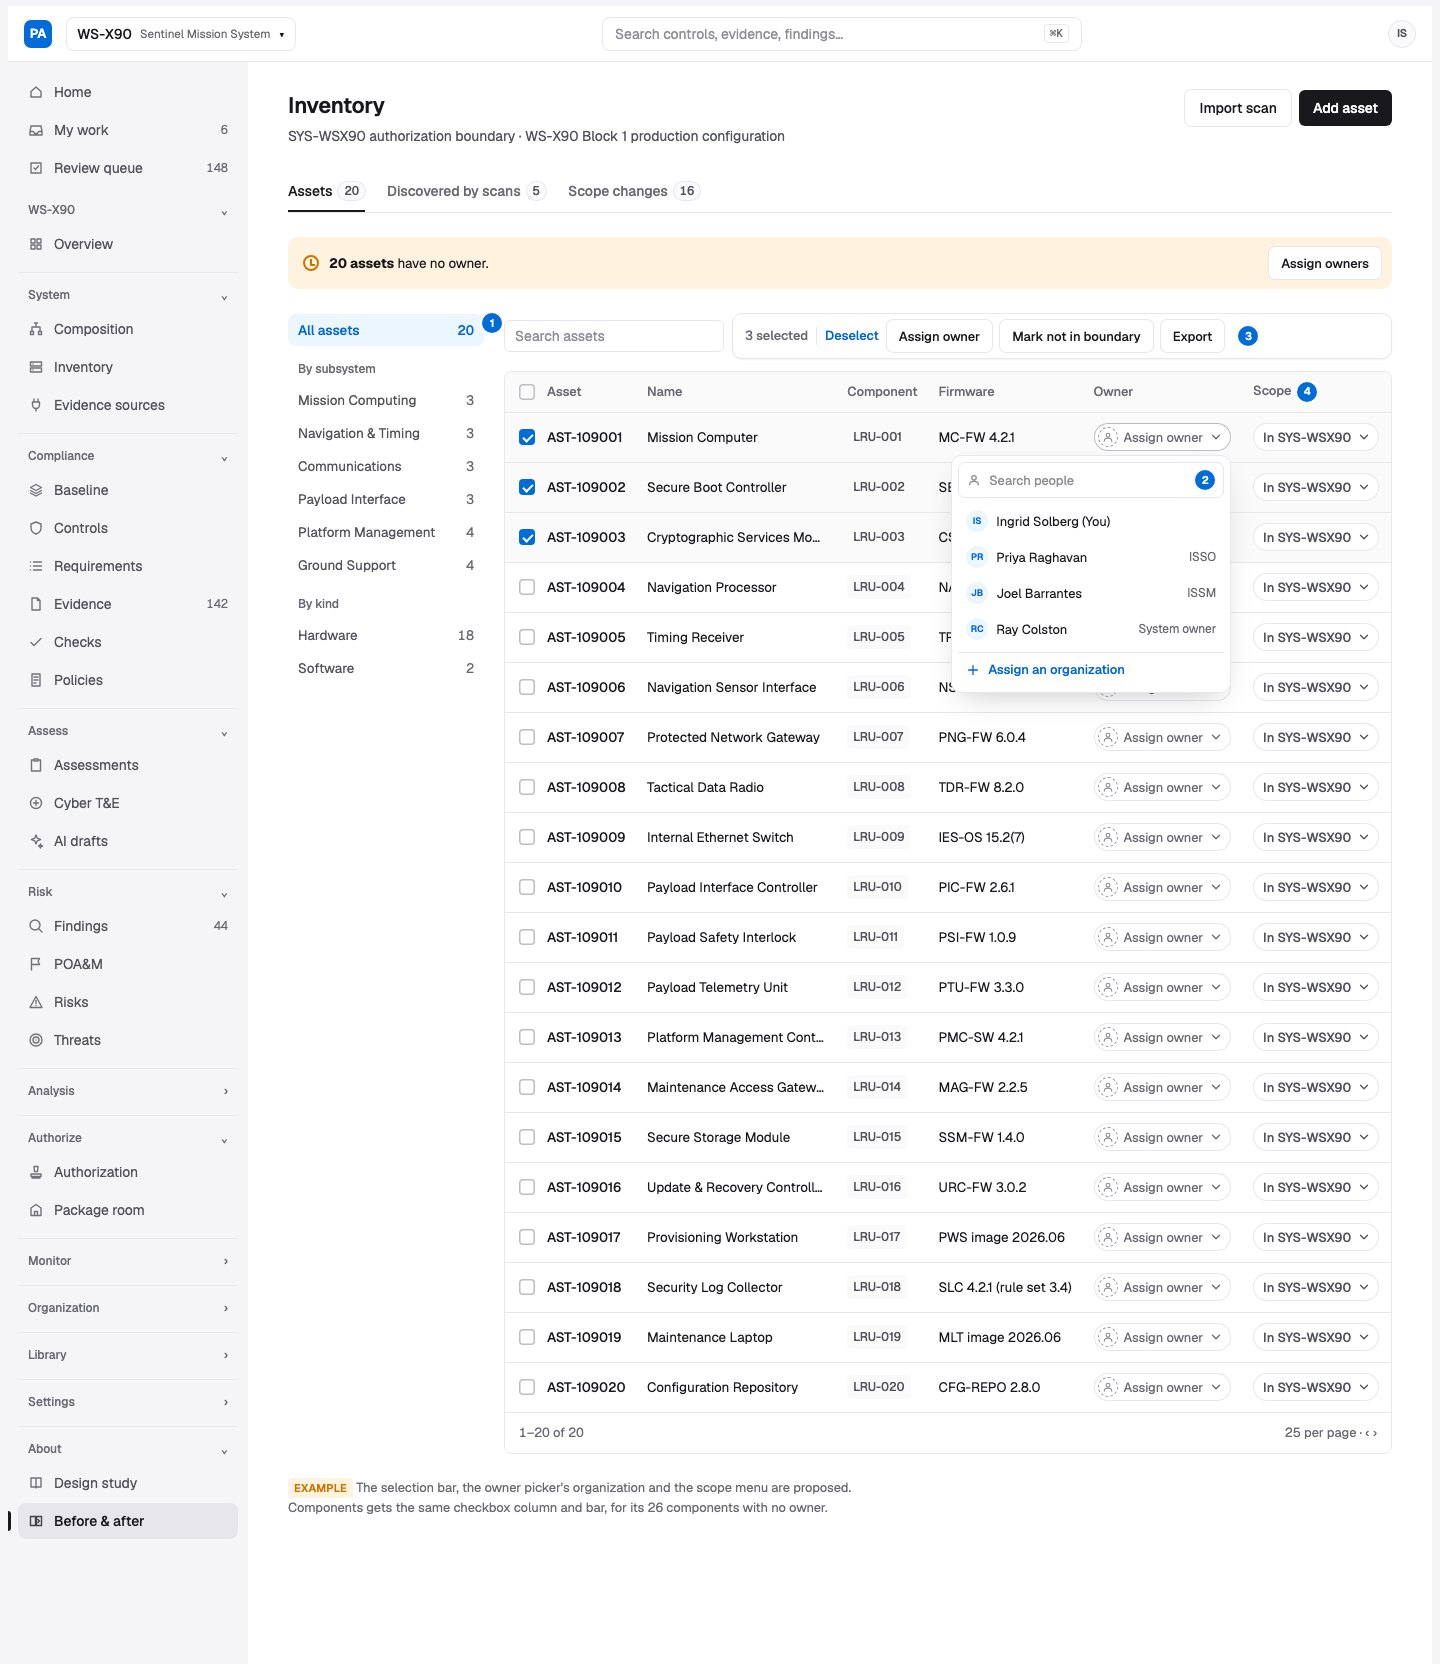 PA WS-X90 Sentinel Mission System Search controls, evidence, findings... ⌘K IS
Home
My work 6
Review queue 148
WS-X90
Overview
System
Composition
Inventory
Evidence sources
Compliance
Baseline
Controls
Requirements
Evidence 142
Checks
Policies
Assess
Assessments
Cyber T&E
AI drafts
Risk
Findings 44
POA&M
Risks
Threats
Analysis
Authorize
Authorization
Package room
Monitor
Organization
Library
Settings
About
Design study
Before & after
Inventory
SYS-WSX90 authorization boundary · WS-X90 Block 1 production configuration
Import scan Add asset
Assets 20 Discovered by scans 5 Scope changes 16
20 assets have no owner. Assign owners
All assets 20 1
By subsystem
Mission Computing 3
Navigation & Timing 3
Communications 3
Payload Interface 3
Platform Management 4
Ground Support 4
By kind
Hardware 18
Software 2
Search assets 3 selected Deselect Assign owner Mark not in boundary Export 3
Asset Name Component Firmware Owner Scope 4
AST-109001 Mission Computer LRU-001 MC-FW 4.2.1 Assign owner In SYS-WSX90
AST-109002 Secure Boot Controller LRU-002 In SYS-WSX90
AST-109003 Cryptographic Services Mo... LRU-003 In SYS-WSX90
AST-109004 Navigation Processor LRU-004 In SYS-WSX90
AST-109005 Timing Receiver LRU-005 In SYS-WSX90
AST-109006 Navigation Sensor Interface LRU-006 In SYS-WSX90
Search people 2
IS Ingrid Solberg (You)
PR Priya Raghavan ISSO
JB Joel Barrantes ISSM
RC Ray Colston System owner
+ Assign an organization
AST-109007 Protected Network Gateway LRU-007 PNG-FW 6.0.4 Assign owner In SYS-WSX90
AST-109008 Tactical Data Radio LRU-008 TDR-FW 8.2.0 Assign owner In SYS-WSX90
AST-109009 Internal Ethernet Switch LRU-009 IES-OS 15.2(7) Assign owner In SYS-WSX90
AST-109010 Payload Interface Controller LRU-010 PIC-FW 2.6.1 Assign owner In SYS-WSX90
AST-109011 Payload Safety Interlock LRU-011 PSI-FW 1.0.9 Assign owner In SYS-WSX90
AST-109012 Payload Telemetry Unit LRU-012 PTU-FW 3.3.0 Assign owner In SYS-WSX90
AST-109013 Platform Management Cont... LRU-013 PMC-SW 4.2.1 Assign owner In SYS-WSX90
AST-109014 Maintenance Access Gatew... LRU-014 MAG-FW 2.2.5 Assign owner In SYS-WSX90
AST-109015 Secure Storage Module LRU-015 SSM-FW 1.4.0 Assign owner In SYS-WSX90
AST-109016 Update & Recovery Controll... LRU-016 URC-FW 3.0.2 Assign owner In SYS-WSX90
AST-109017 Provisioning Workstation LRU-017 PWS image 2026.06 Assign owner In SYS-WSX90
AST-109018 Security Log Collector LRU-018 SLC 4.2.1 (rule set 3.4) Assign owner In SYS-WSX90
AST-109019 Maintenance Laptop LRU-019 MLT image 2026.06 Assign owner In SYS-WSX90
AST-109020 Configuration Repository LRU-020 CFG-REPO 2.8.0 Assign owner In SYS-WSX90
1–20 of 20 25 per page · ‹ ›
EXAMPLE The selection bar, the owner picker's organization and the scope menu are proposed.
Components gets the same checkbox column and bar, for its 26 components with no owner.